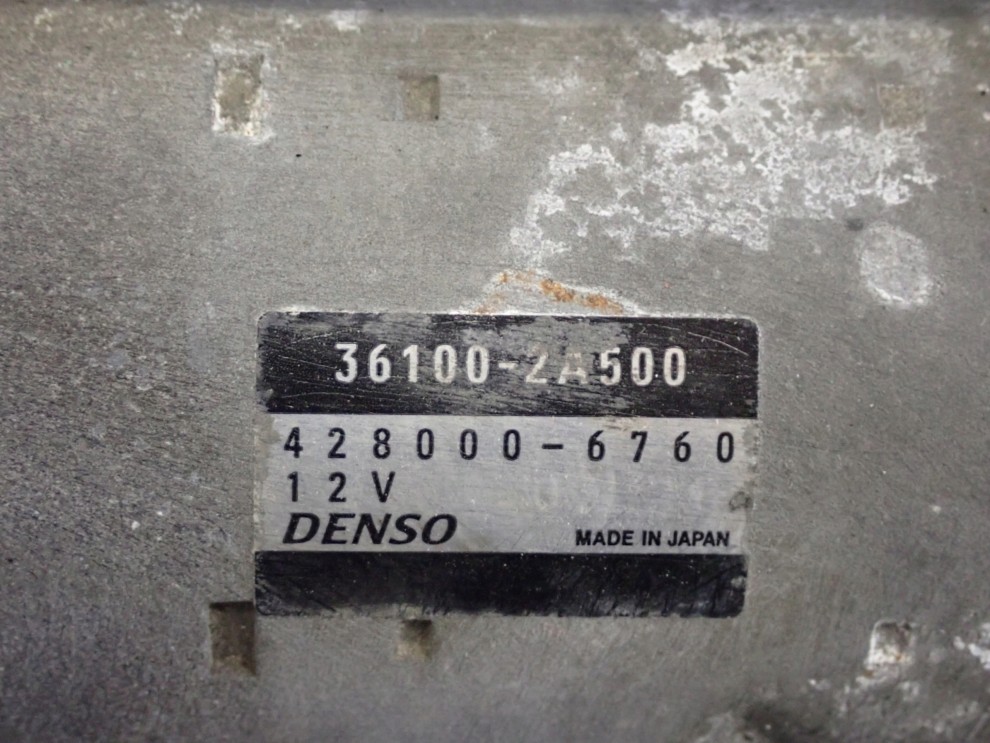 36100-2A500
428000-6760
12V
DENSO
MADE IN JAPAN